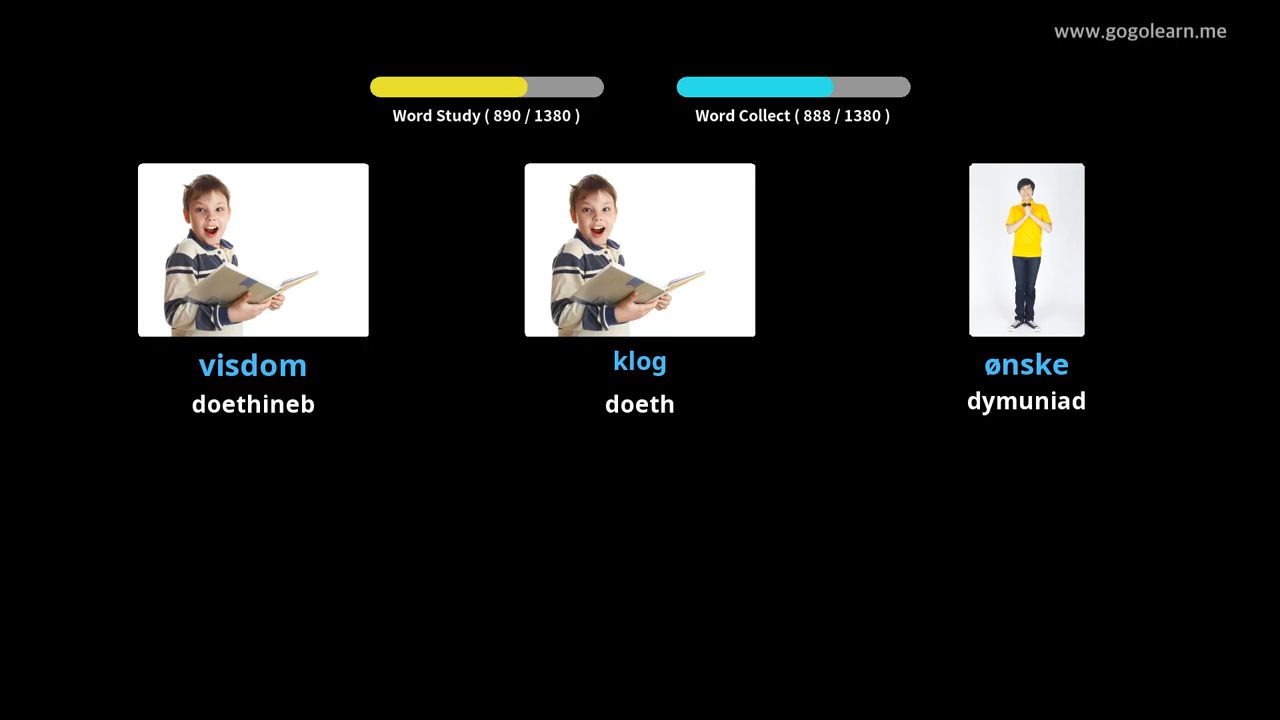 www.gogolearn.me
Word Study ( 890 / 1380 )
Word Collect ( 888 / 1380 )
visdom
doethineb
klog
doeth
ønske
dymuniad